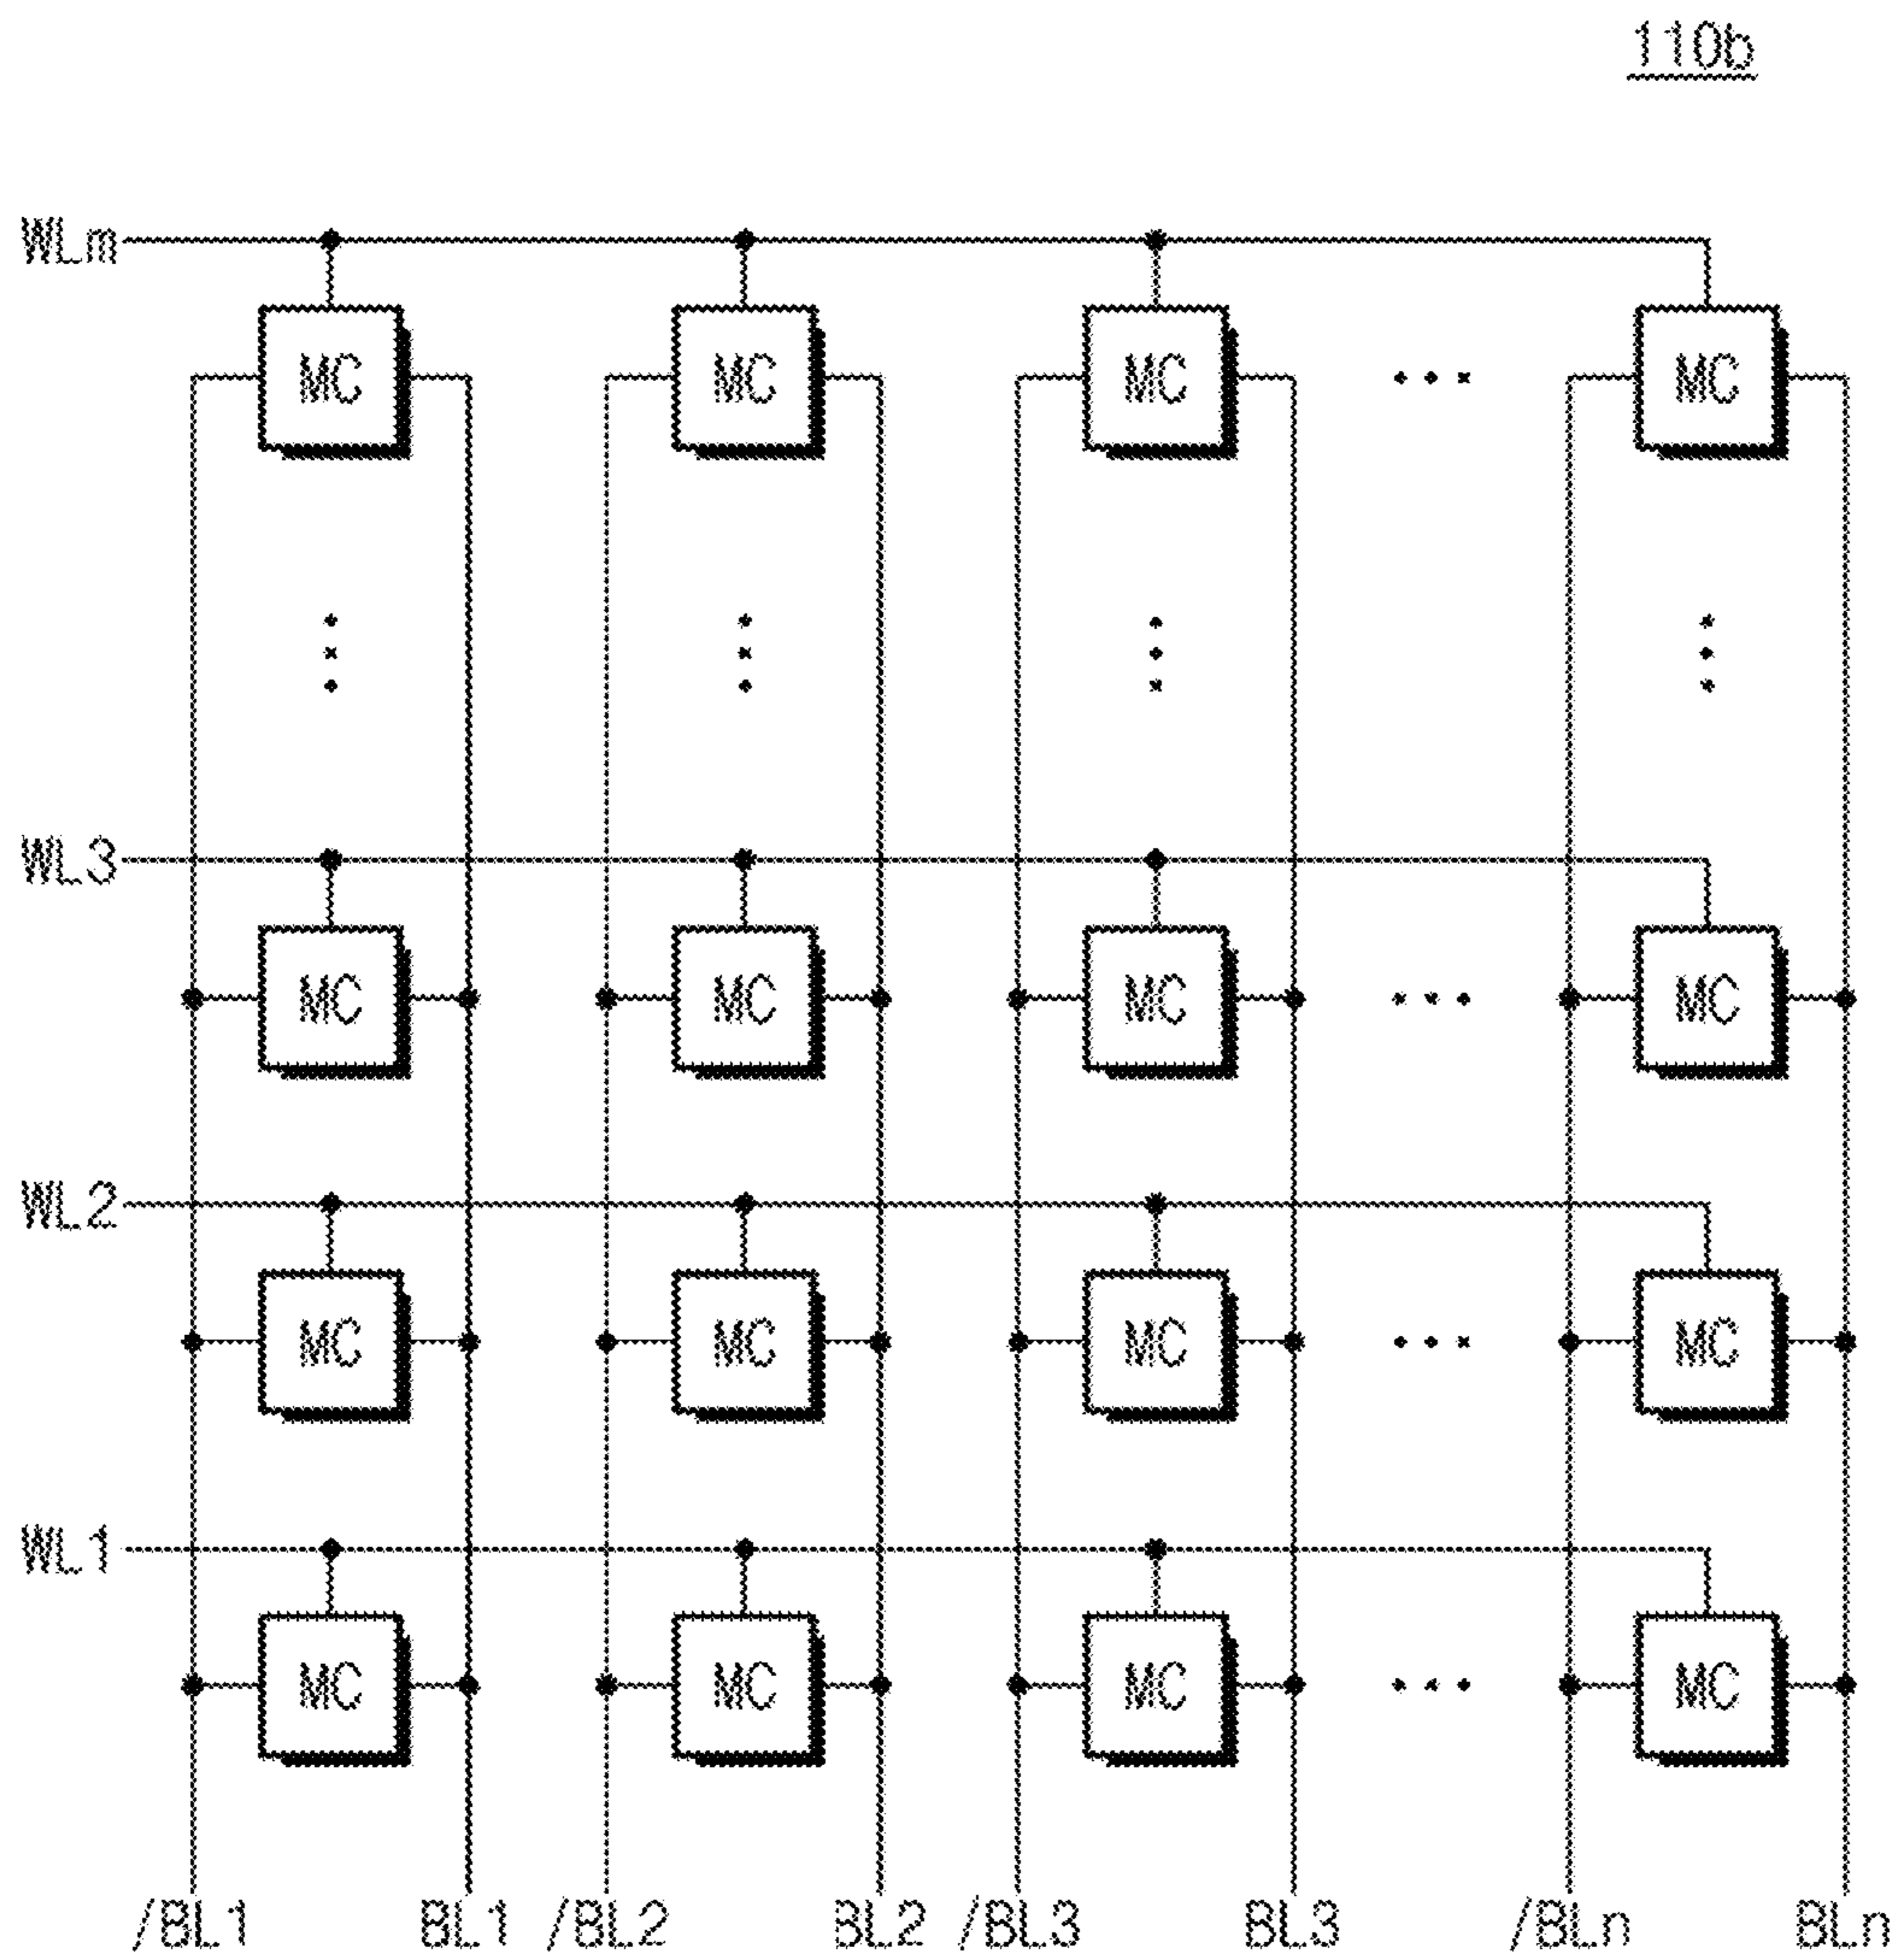 110b
WLm
MC MC MC ... MC
WL3
MC MC MC ... MC
WL2
MC MC MC ... MC
WL1
MC MC MC ... MC
/BL1 BL1 /BL2 BL2 /BL3 BL3 /BLn BLn